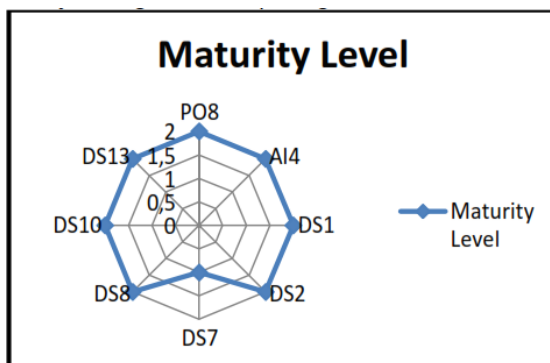 Maturity Level
PO8
2
DS13
AI4
1,5
1
0,5
DS10
0
DS1
Maturity
Level
DS8
DS2
DS7